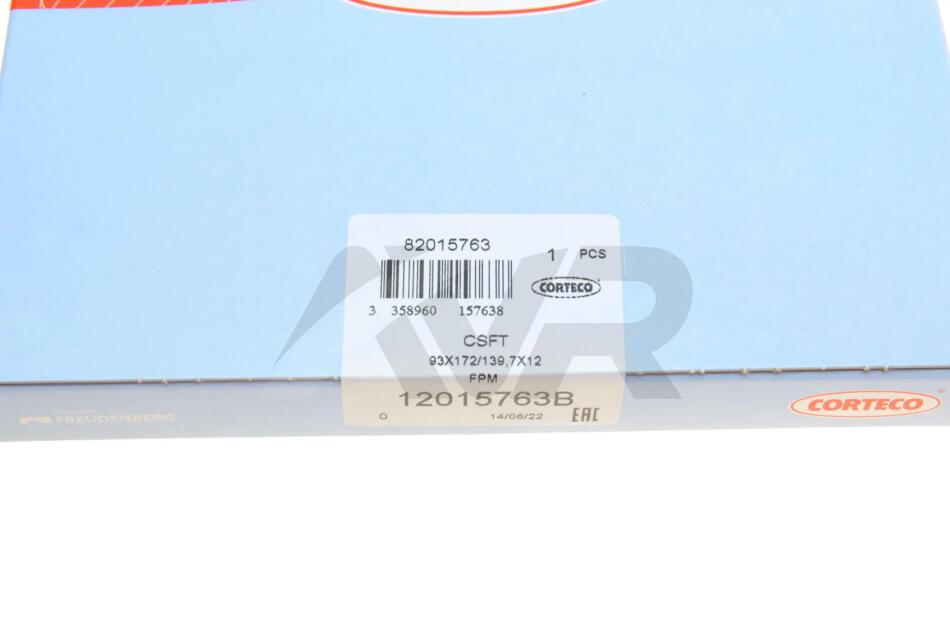 82015763
1 PCS
CORTECO
3 358960 157638
CSFT
93X172/139,7X12
FPM
12015763B
0 14/06/22 EAC
FREUDENBERG
CORTECO
AVR